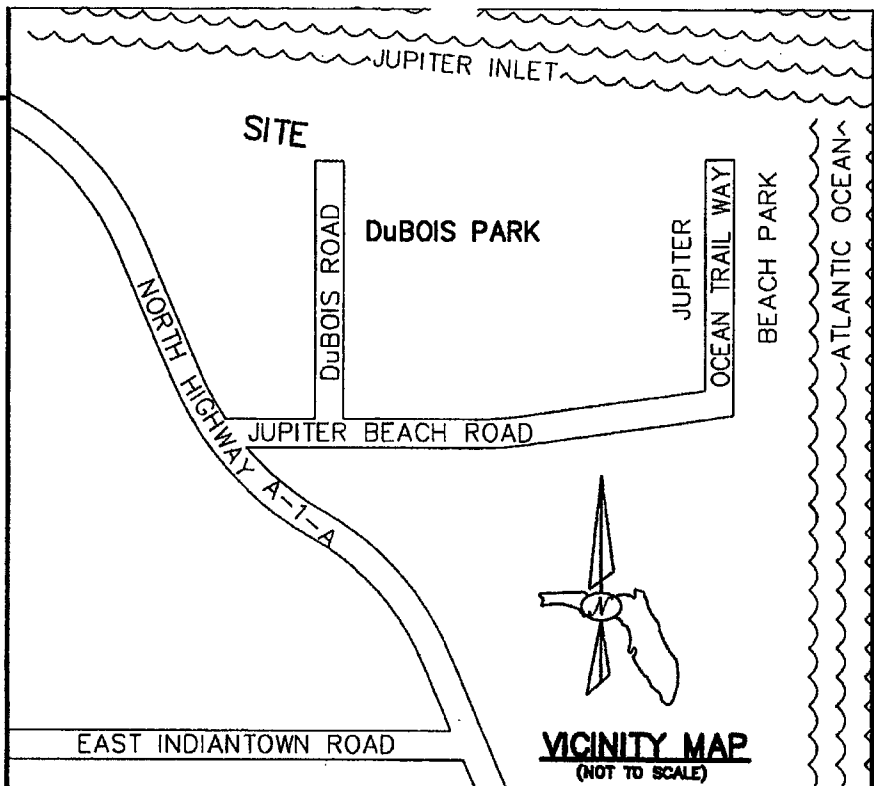 JUPITER INLET
SITE
DuBOIS PARK
DuBOIS ROAD
JUPITER
OCEAN TRAIL WAY
BEACH PARK
ATLANTIC OCEAN
NORTH HIGHWAY A-1-A
JUPITER BEACH ROAD
N
EAST INDIANTOWN ROAD
VICINITY MAP
(NOT TO SCALE)